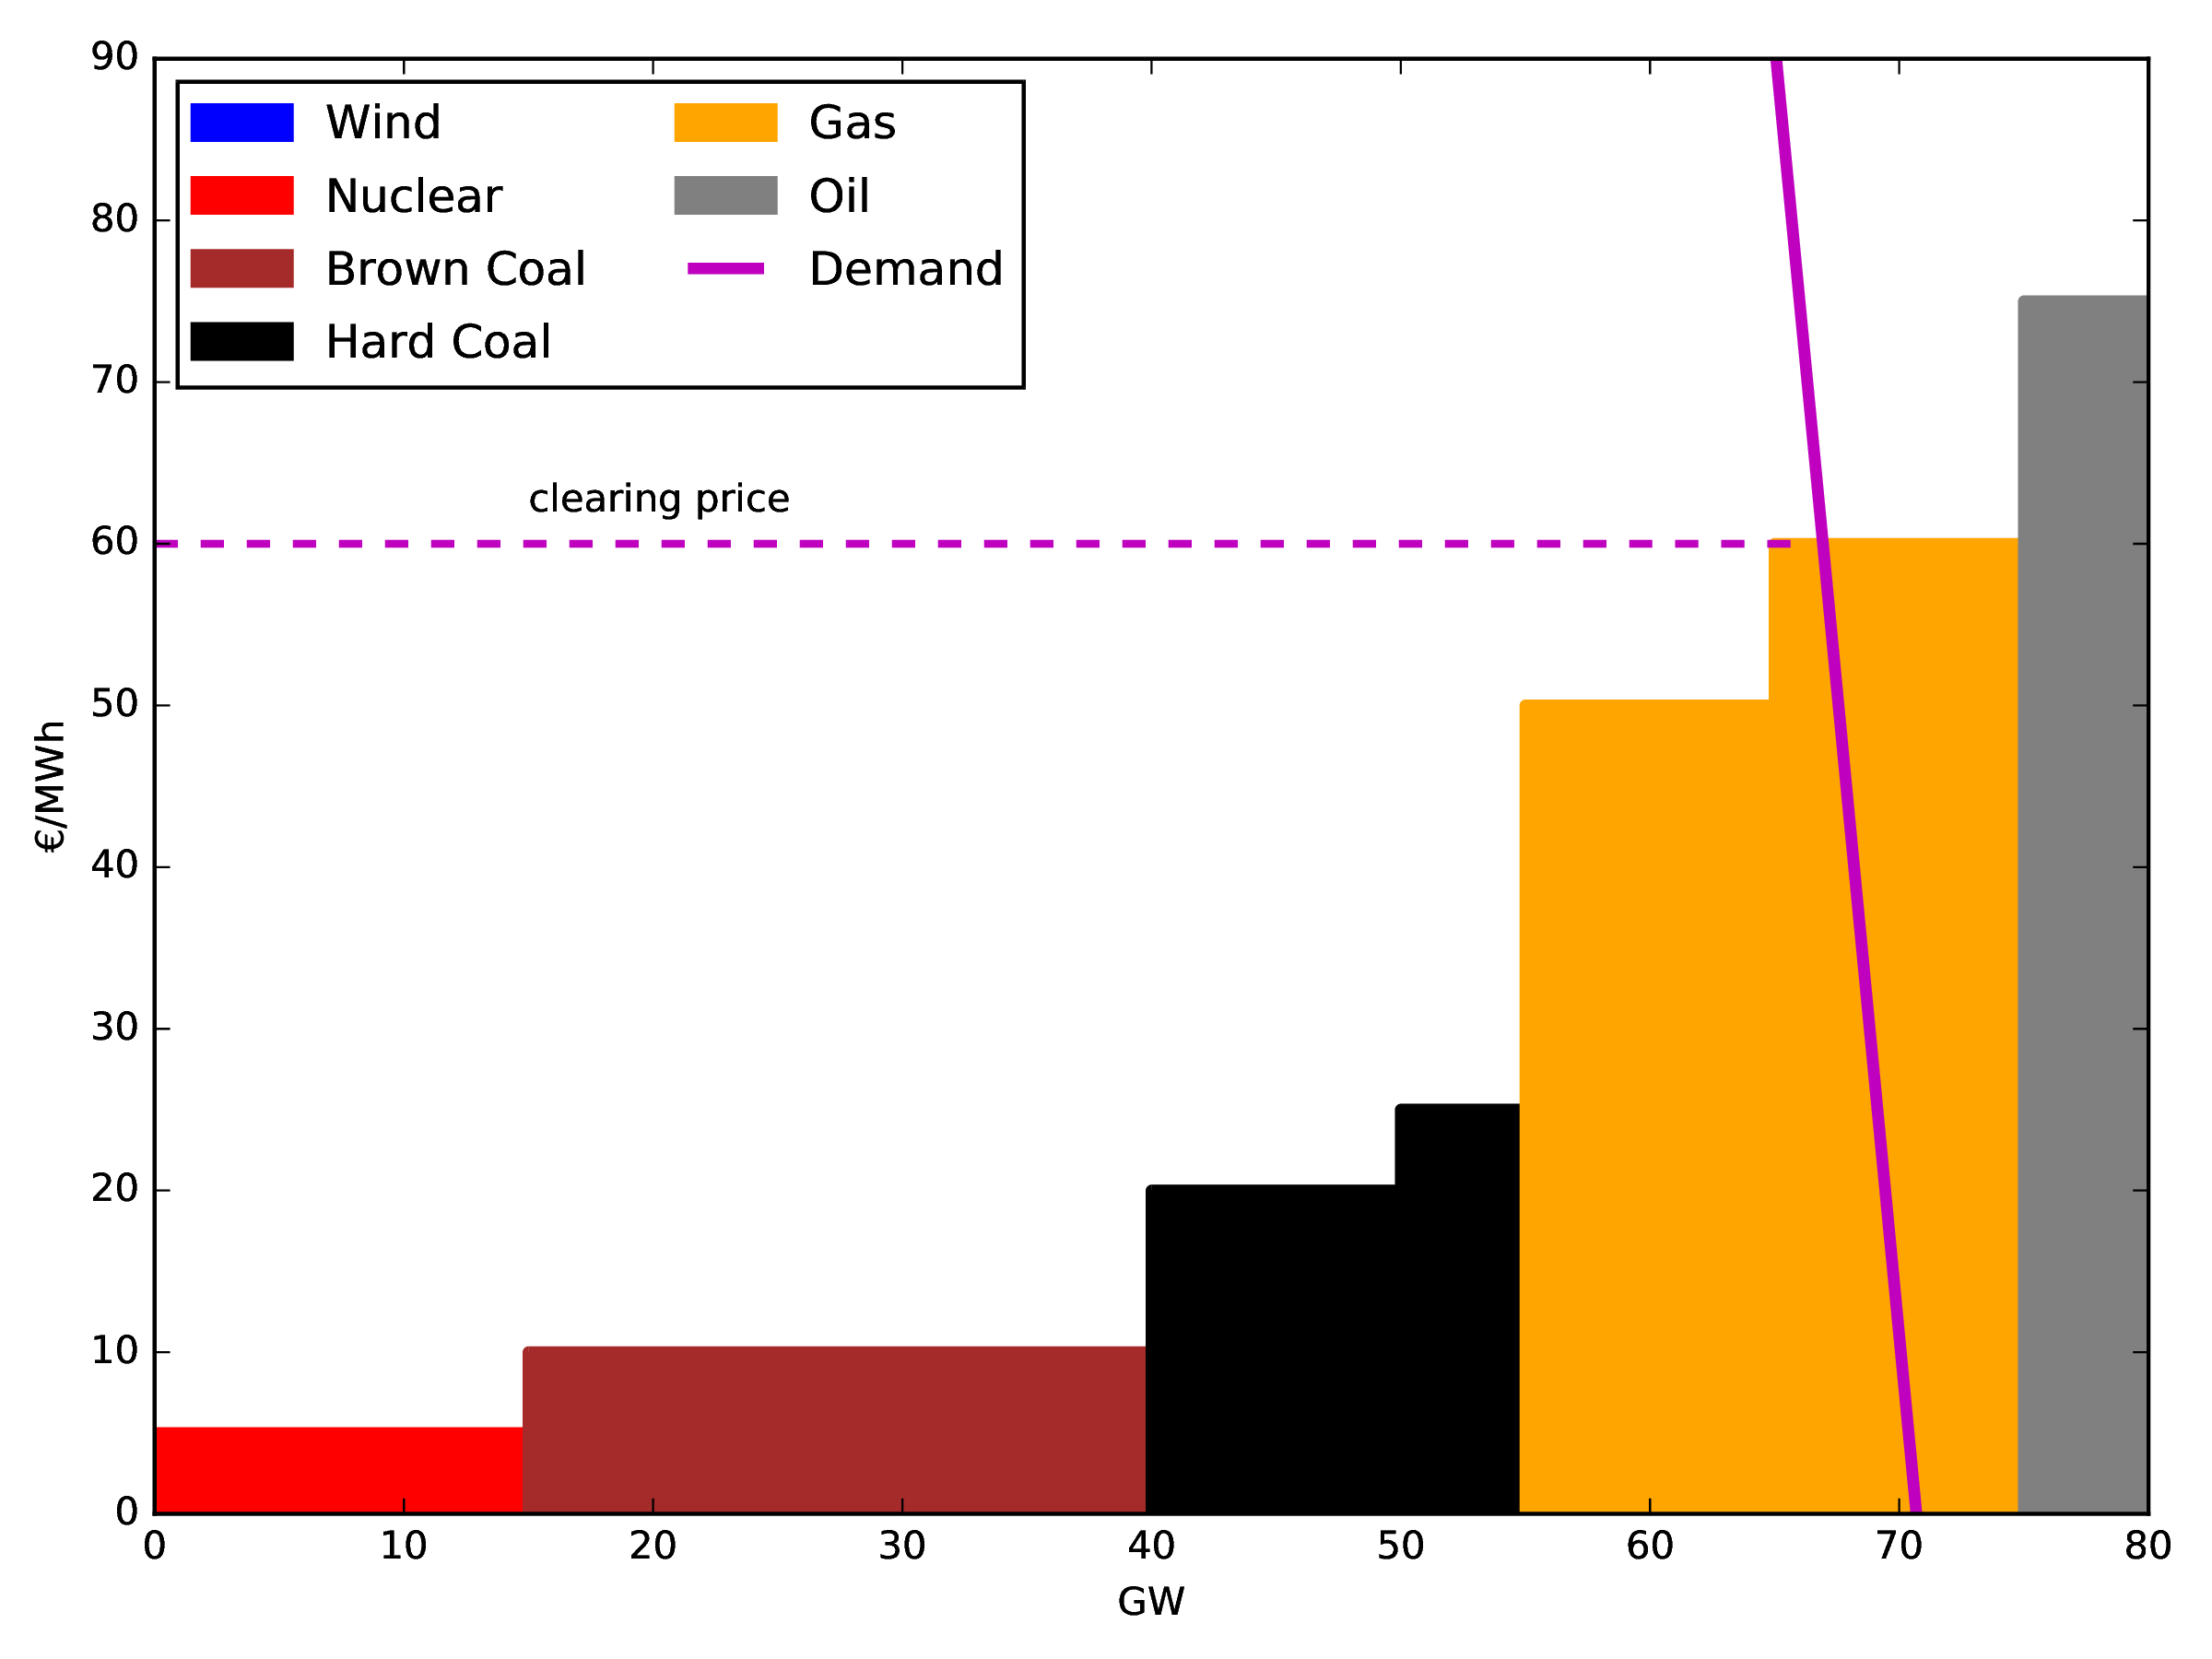 90
80
70
60
50
40
30
20
10
0
€/MWh
Wind
Nuclear
Brown Coal
Hard Coal
Gas
Oil
Demand
clearing price
0 10 20 30 40 50 60 70 80
GW